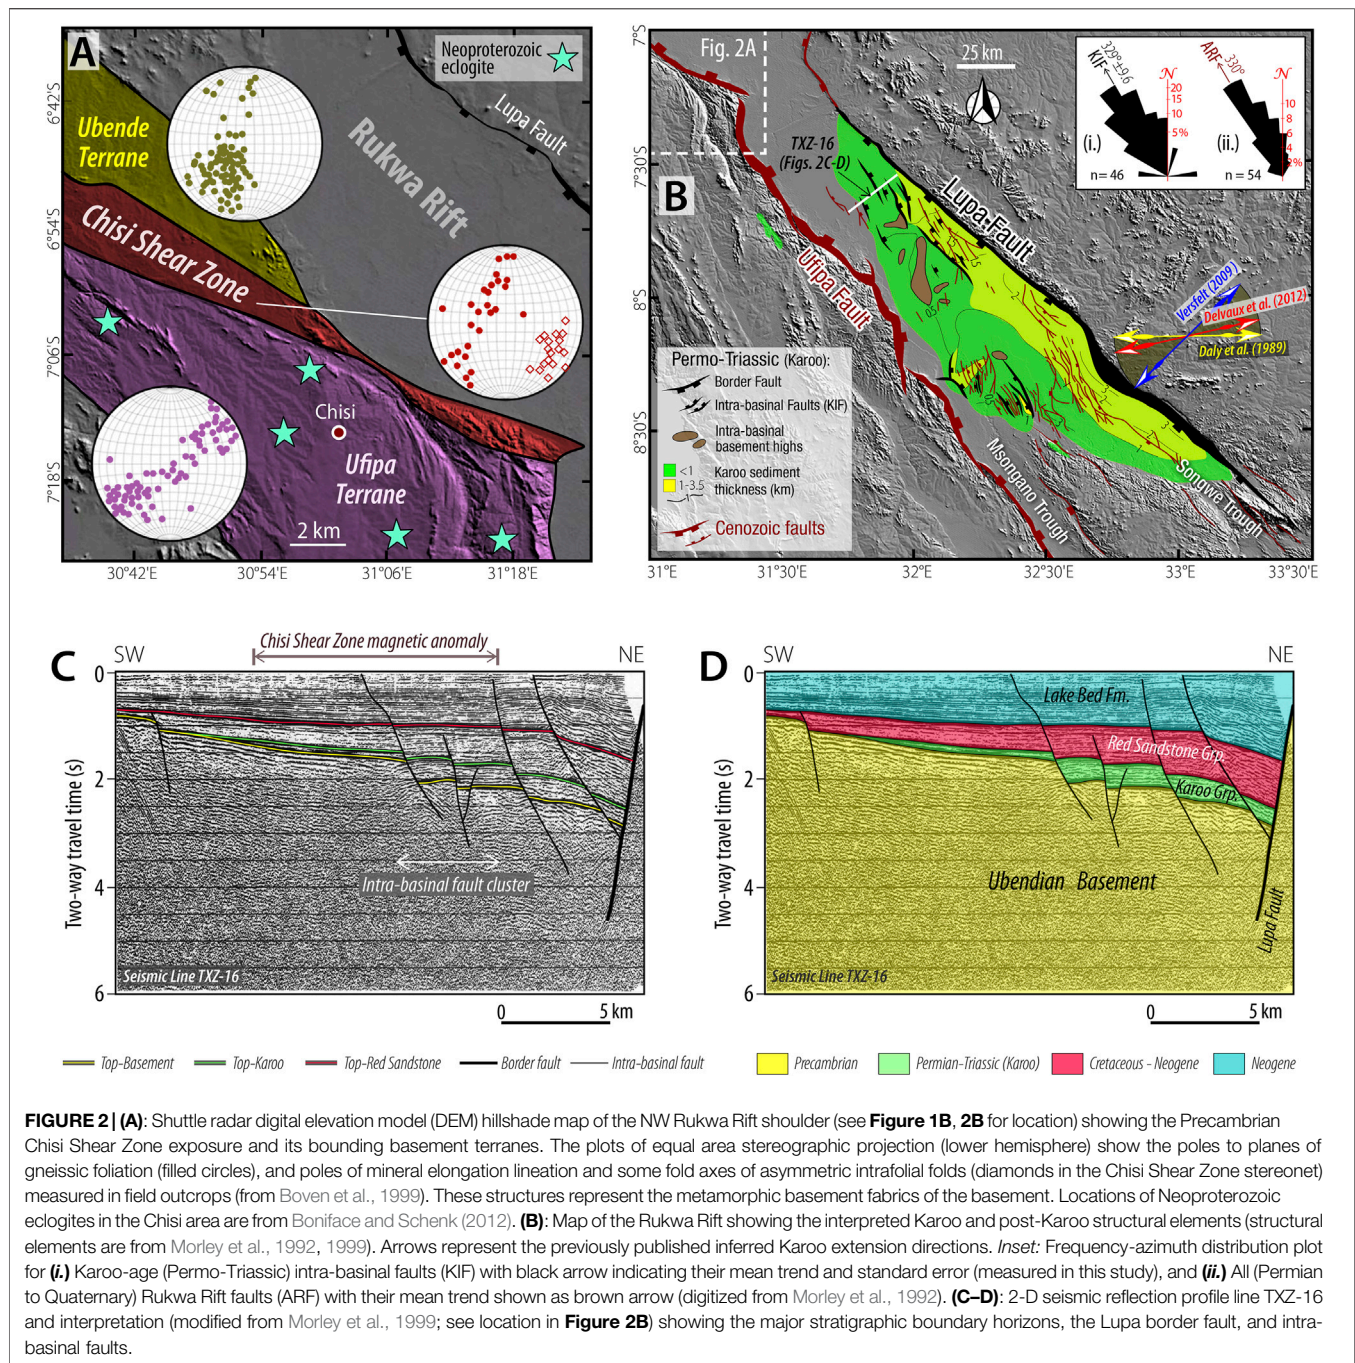 A
Neoproterozoic
eclogite
Lupa Fault
Ubende
Terrane
Rukwa Rift
Chisi Shear Zone
Chisi
Ufipa
Terrane
2 km
6°42'S
6°54'S
7°06'S
7°18'S
30°42'E
30°54'E
31°06'E
31°18'E
B
Fig. 2A
25 km
TXZ-16
(Figs. 2C-D)
Lupa Fault
Ufipa Fault
Msongano Trough
Songwe Trough
KIF
329°±9.6
N
20
15
10
5%
(i.)
n= 46
ARF
330°
N
10
8
6
4
2%
(ii.)
n= 54
Versfelt (2009)
Delvaux et al. (2012)
Daly et al. (1989)
Permo-Triassic (Karoo):
Border Fault
Intra-basinal Faults (KIF)
Intra-basinal
basement highs
<1 Karoo sediment
1-3.5 thickness (km)
Cenozoic faults
0.5
0.5
7°S
7°30'S
8°S
8°30'S
31°E
31°30'E
32°E
32°30'E
33°E
33°30'E
C
SW
Chisi Shear Zone magnetic anomaly
NE
0
2
4
6
Two-way travel time (s)
Intra-basinal fault cluster
Seismic Line TXZ-16
0 5 km
D
SW
NE
0
2
4
6
Two-way travel time (s)
Lake Bed Fm.
Red Sandstone Grp.
Karoo Grp.
Ubendian Basement
Lupa Fault
Seismic Line TXZ-16
0 5 km
Top-Basement Top-Karoo Top-Red Sandstone Border fault Intra-basinal fault
Precambrian Permian-Triassic (Karoo) Cretaceous - Neogene Neogene
FIGURE 2 | (A): Shuttle radar digital elevation model (DEM) hillshade map of the NW Rukwa Rift shoulder (see Figure 1B, 2B for location) showing the Precambrian
Chisi Shear Zone exposure and its bounding basement terranes. The plots of equal area stereographic projection (lower hemisphere) show the poles to planes of
gneissic foliation (filled circles), and poles of mineral elongation lineation and some fold axes of asymmetric intrafolial folds (diamonds in the Chisi Shear Zone stereonet)
measured in field outcrops (from Boven et al., 1999). These structures represent the metamorphic basement fabrics of the basement. Locations of Neoproterozoic
eclogites in the Chisi area are from Boniface and Schenk (2012). (B): Map of the Rukwa Rift showing the interpreted Karoo and post-Karoo structural elements (structural
elements are from Morley et al., 1992, 1999). Arrows represent the previously published inferred Karoo extension directions. Inset: Frequency-azimuth distribution plot
for (i.) Karoo-age (Permo-Triassic) intra-basinal faults (KIF) with black arrow indicating their mean trend and standard error (measured in this study), and (ii.) All (Permian
to Quaternary) Rukwa Rift faults (ARF) with their mean trend shown as brown arrow (digitized from Morley et al., 1992). (C–D): 2-D seismic reflection profile line TXZ-16
and interpretation (modified from Morley et al., 1999; see location in Figure 2B) showing the major stratigraphic boundary horizons, the Lupa border fault, and intra-
basinal faults.